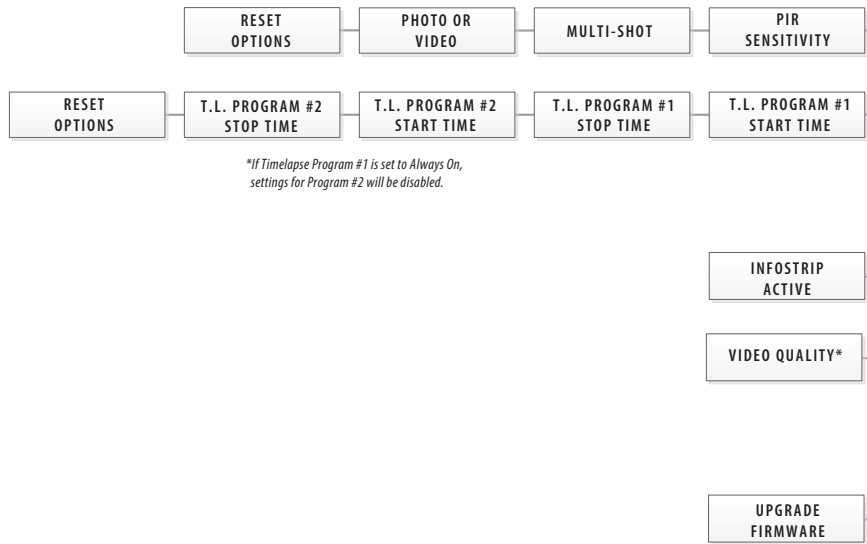 RESET
OPTIONS
PHOTO OR
VIDEO
MULTI-SHOT
PIR
SENSITIVITY
RESET
OPTIONS
T.L. PROGRAM #2
STOP TIME
T.L. PROGRAM #2
START TIME
T.L. PROGRAM #1
STOP TIME
T.L. PROGRAM #1
START TIME
*If Timelapse Program #1 is set to Always On,
settings for Program #2 will be disabled.
INFOSTRIP
ACTIVE
VIDEO QUALITY*
UPGRADE
FIRMWARE